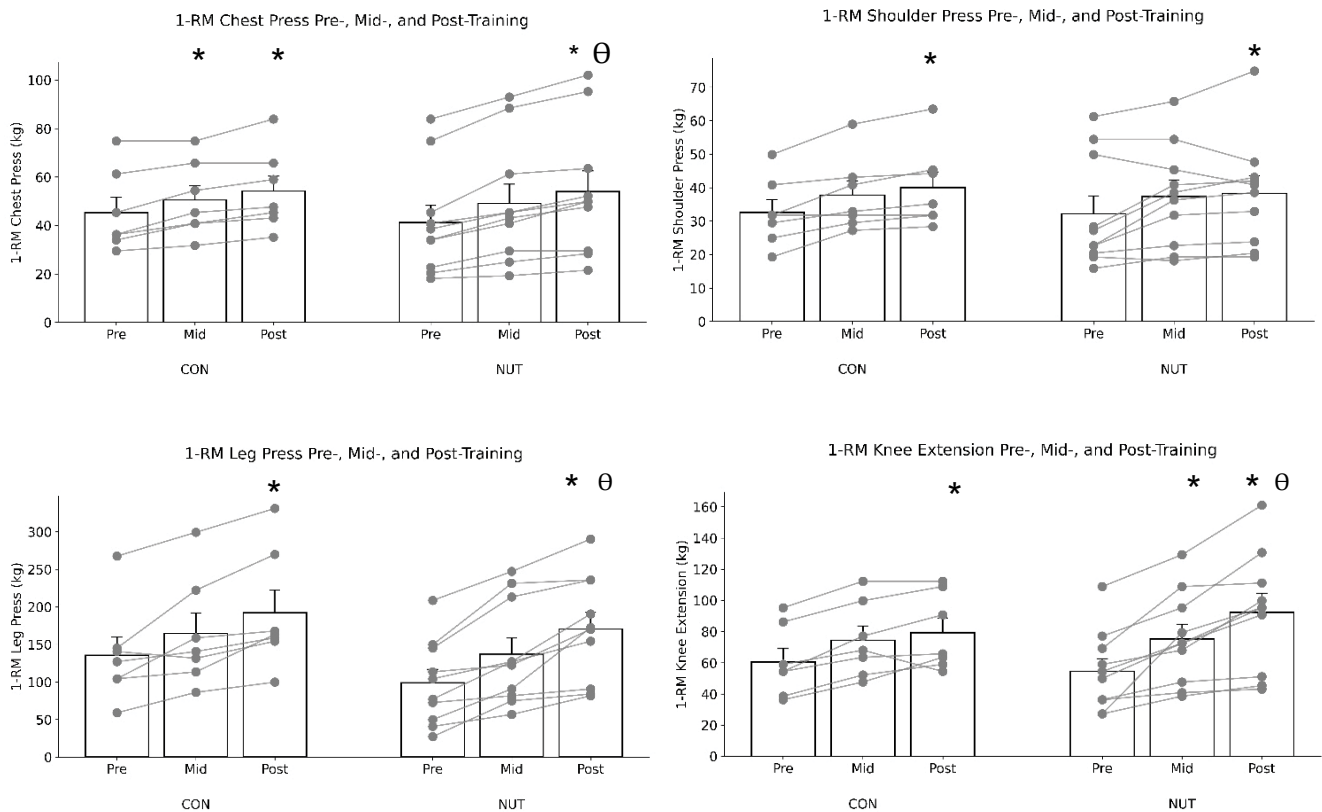 1-RM Chest Press Pre-, Mid-, and Post-Training
* * * θ
1-RM Chest Press (kg)
100
80
60
40
20
0
Pre Mid Post Pre Mid Post
CON NUT
1-RM Shoulder Press Pre-, Mid-, and Post-Training
* *
1-RM Shoulder Press (kg)
70
60
50
40
30
20
10
0
Pre Mid Post Pre Mid Post
CON NUT
1-RM Leg Press Pre-, Mid-, and Post-Training
* * θ
1-RM Leg Press (kg)
300
250
200
150
100
50
0
Pre Mid Post Pre Mid Post
CON NUT
1-RM Knee Extension Pre-, Mid-, and Post-Training
* * * θ
1-RM Knee Extension (kg)
160
140
120
100
80
60
40
20
0
Pre Mid Post Pre Mid Post
CON NUT